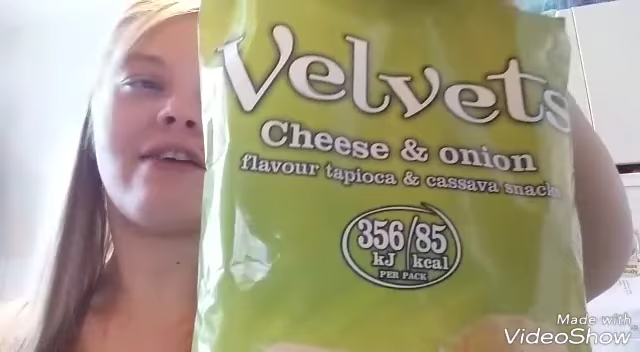 Velvets
Cheese & onion
flavour tapioca & cassava snacks
356 / 85
kJ kcal
PER PACK
Made with
VideoShow